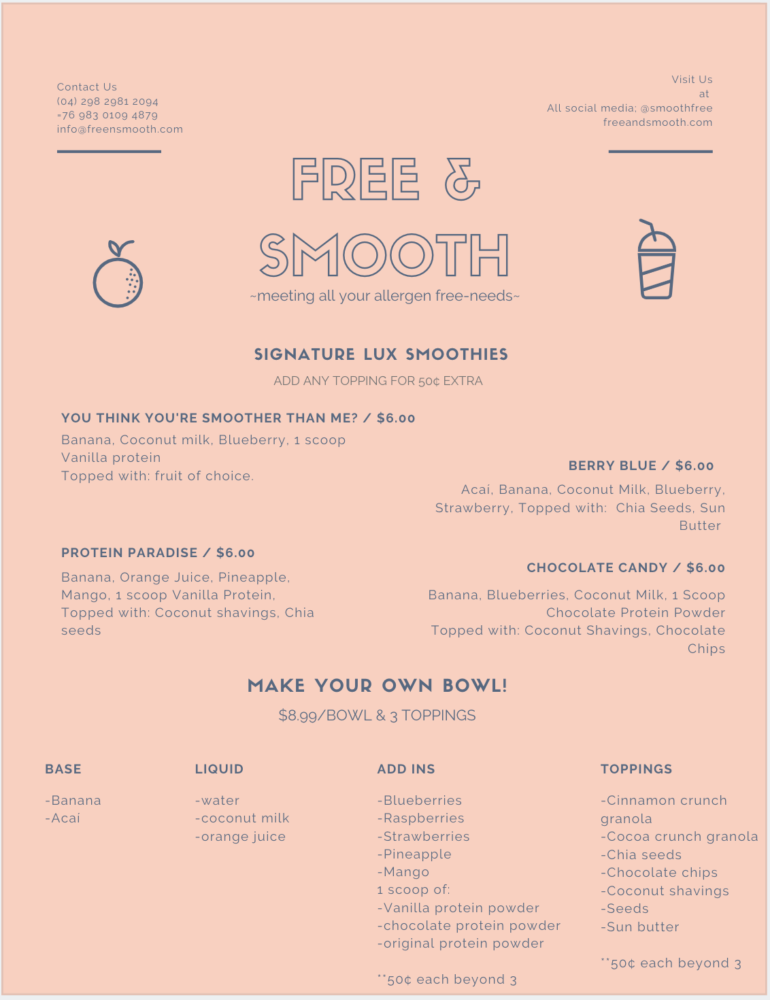 Contact Us
(04) 298 2981 2094
=76 983 0109 4879
info@freensmooth.com
Visit Us
at
All social media; @smoothfree
freeandsmooth.com
FREE &
SMOOTH
~meeting all your allergen free-needs~
SIGNATURE LUX SMOOTHIES
ADD ANY TOPPING FOR 50¢ EXTRA
YOU THINK YOU'RE SMOOTHER THAN ME? / $6.00
Banana, Coconut milk, Blueberry, 1 scoop
Vanilla protein
Topped with: fruit of choice.
BERRY BLUE / $6.00
Acaí, Banana, Coconut Milk, Blueberry,
Strawberry, Topped with: Chia Seeds, Sun
Butter
PROTEIN PARADISE / $6.00
Banana, Orange Juice, Pineapple,
Mango, 1 scoop Vanilla Protein,
Topped with: Coconut shavings, Chia
seeds
CHOCOLATE CANDY / $6.00
Banana, Blueberries, Coconut Milk, 1 Scoop
Chocolate Protein Powder
Topped with: Coconut Shavings, Chocolate
Chips
MAKE YOUR OWN BOWL!
$8.99/BOWL & 3 TOPPINGS
BASE
-Banana
-Acaí
LIQUID
-water
-coconut milk
-orange juice
ADD INS
-Blueberries
-Raspberries
-Strawberries
-Pineapple
-Mango
1 scoop of:
-Vanilla protein powder
-chocolate protein powder
-original protein powder
**50¢ each beyond 3
TOPPINGS
-Cinnamon crunch
granola
-Cocoa crunch granola
-Chia seeds
-Chocolate chips
-Coconut shavings
-Seeds
-Sun butter
**50¢ each beyond 3